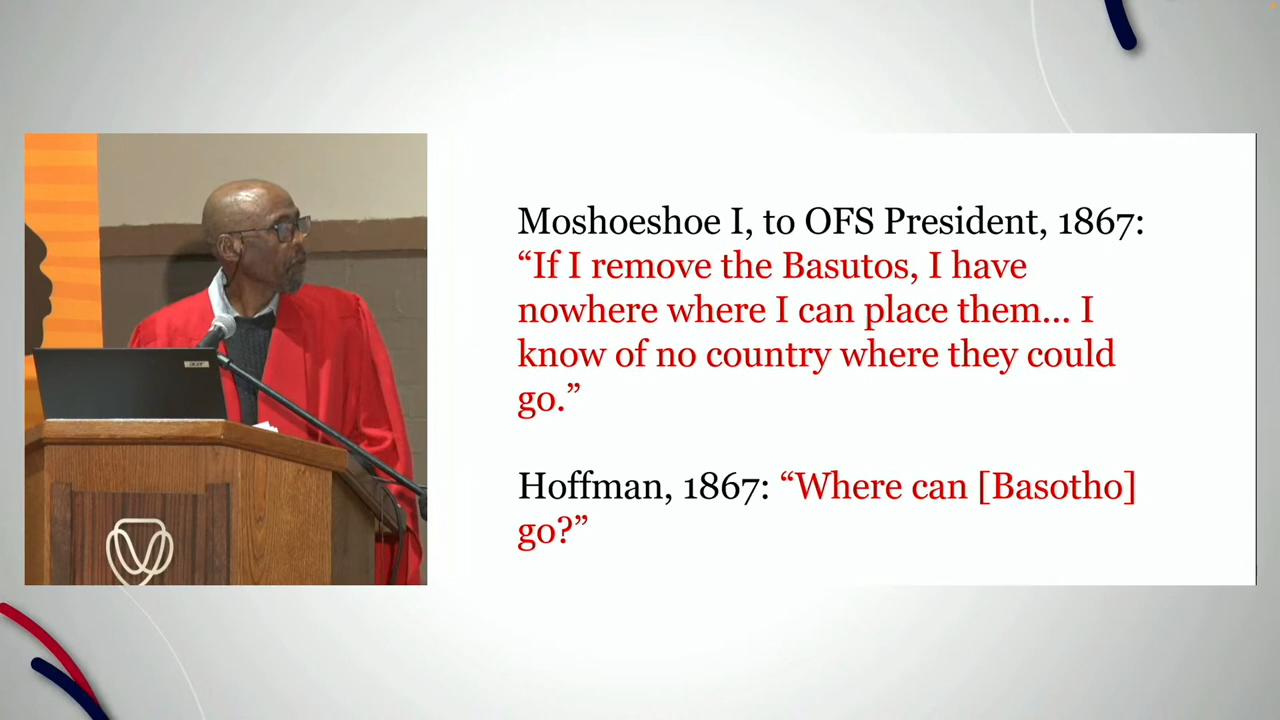 Moshoeshoe I, to OFS President, 1867:
“If I remove the Basutos, I have
nowhere where I can place them... I
know of no country where they could
go.”
Hoffman, 1867: “Where can [Basotho]
go?”